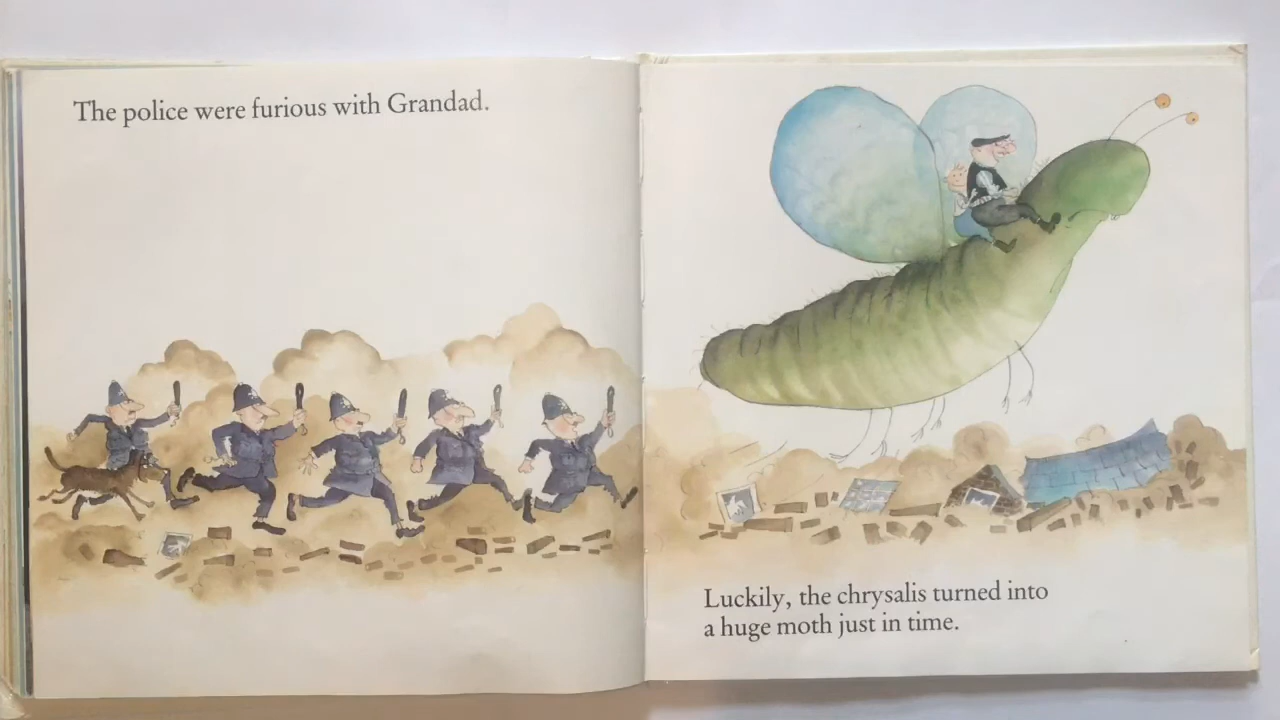 The police were furious with Grandad.
Luckily, the chrysalis turned into
a huge moth just in time.